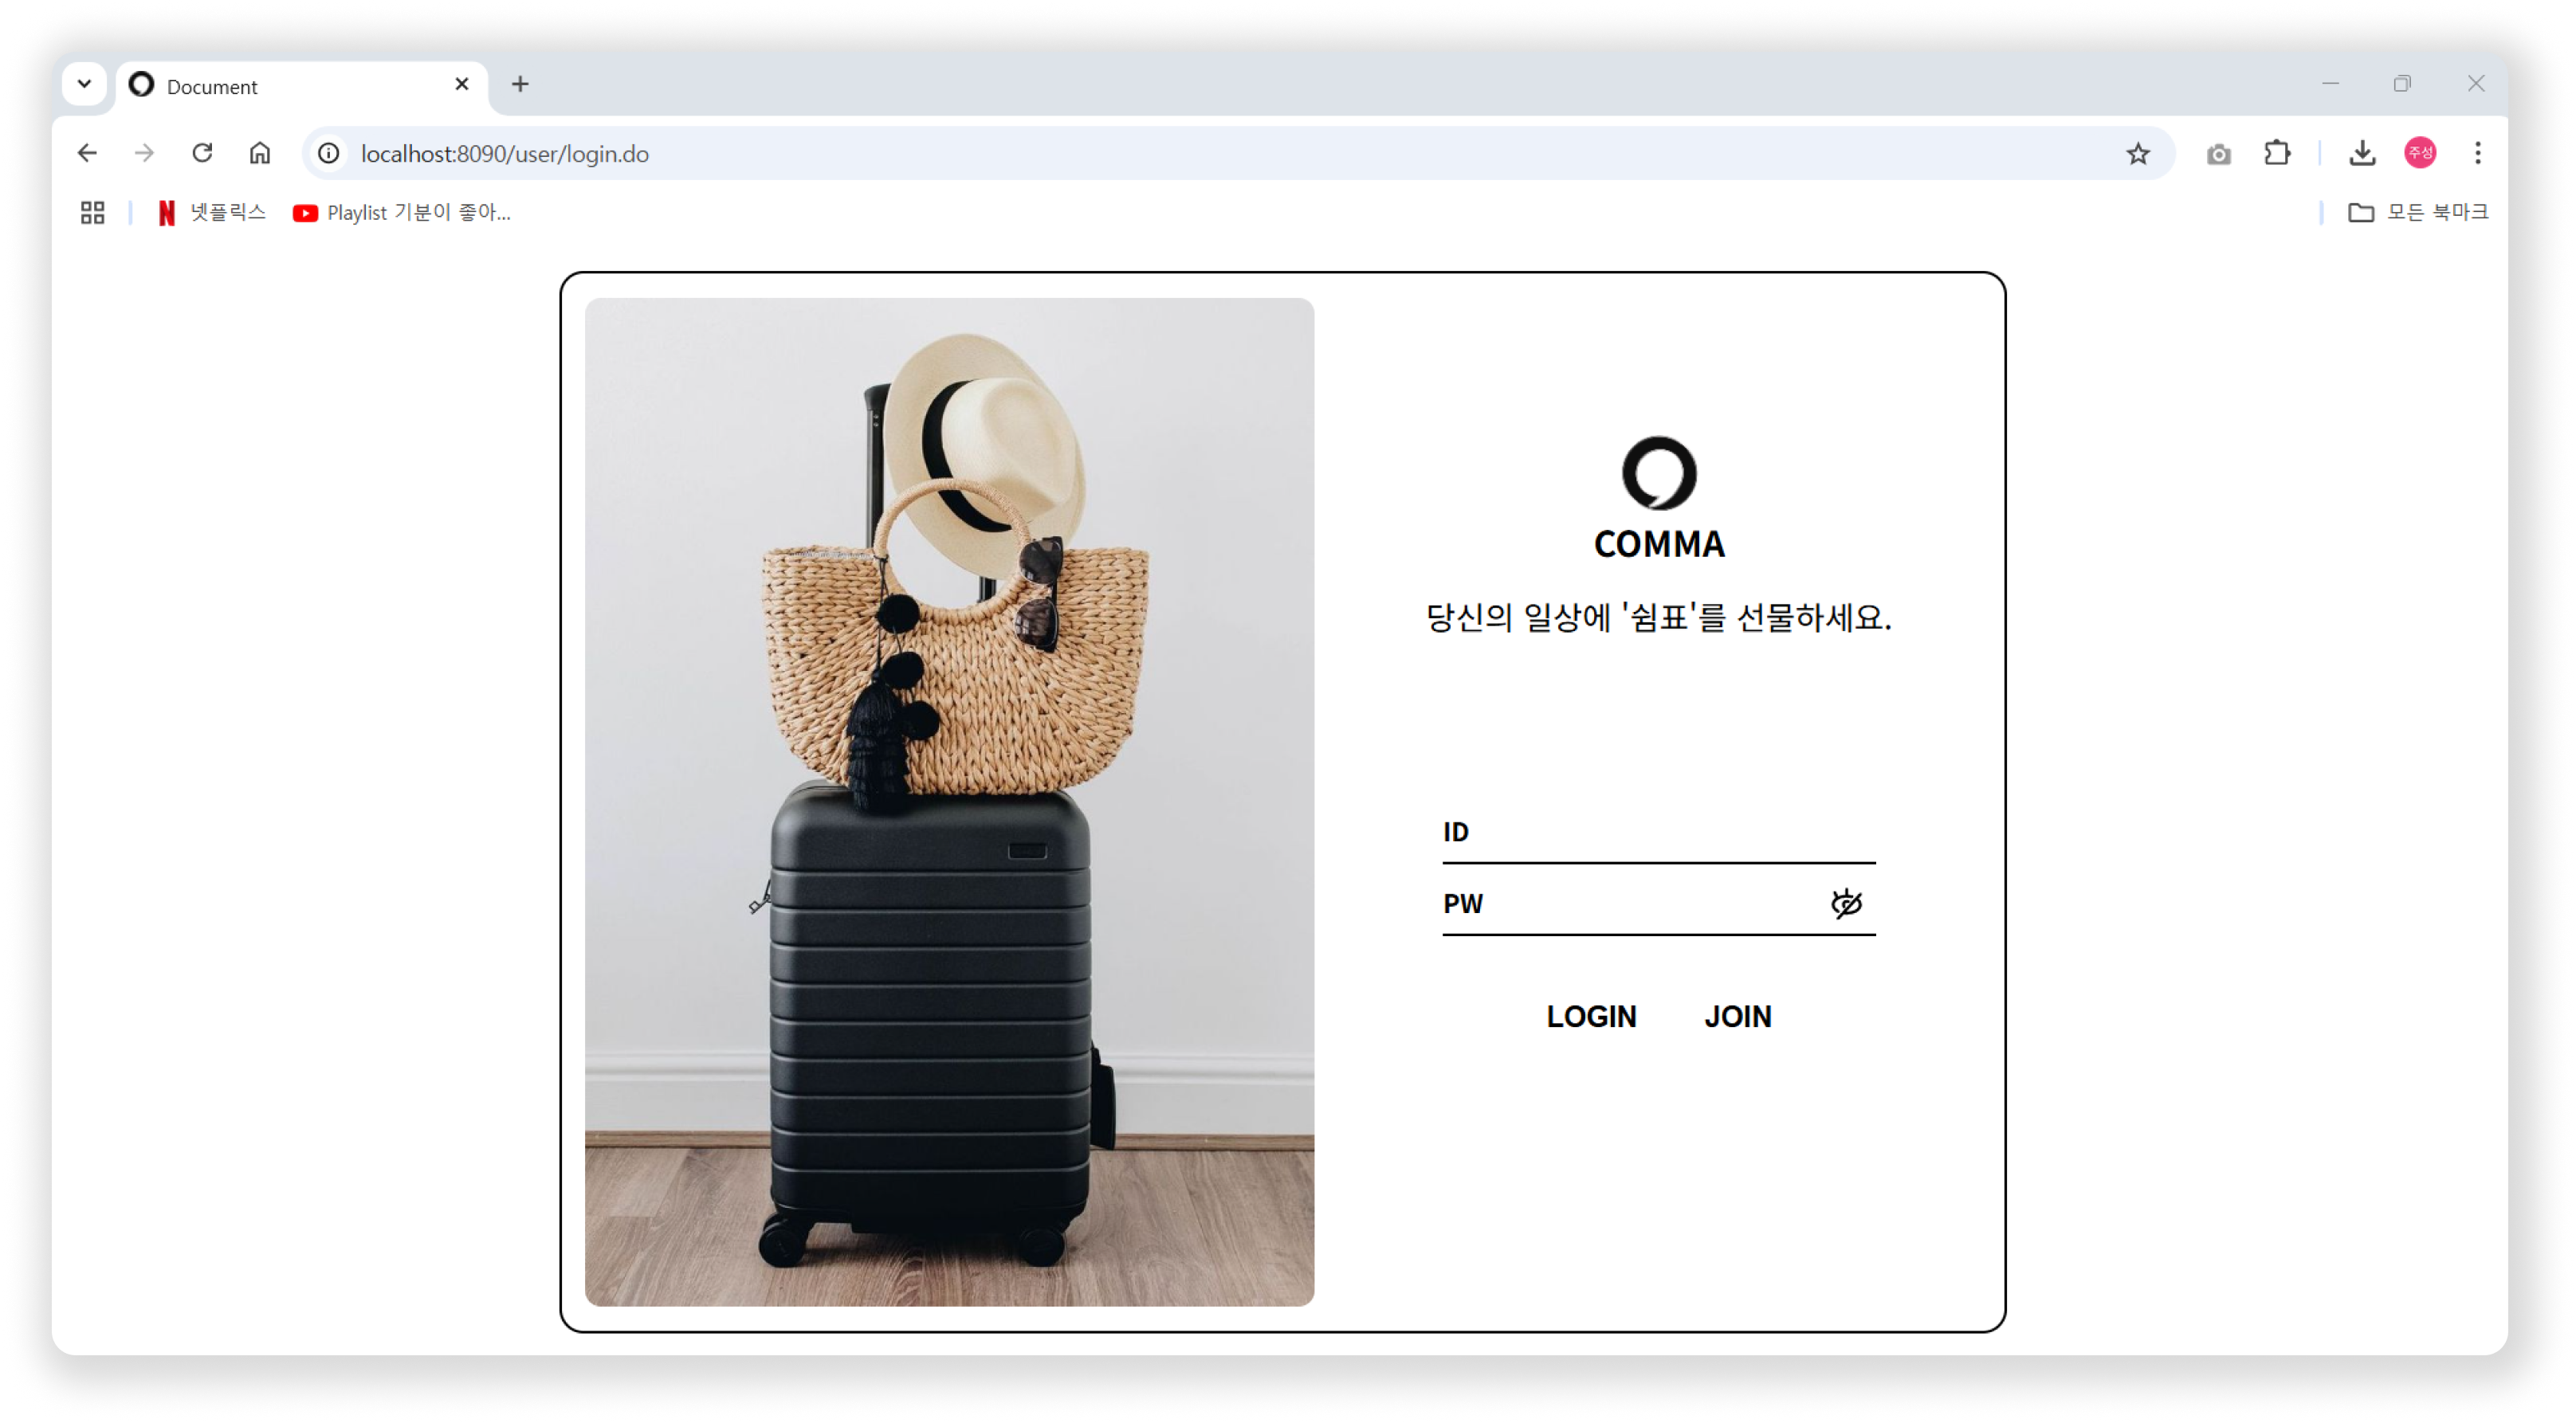 Document
localhost:8090/user/login.do
주성
넷플릭스
Playlist 기분이 좋아...
모든 북마크
COMMA
당신의 일상에 '쉼표'를 선물하세요.
ID
PW
LOGIN JOIN